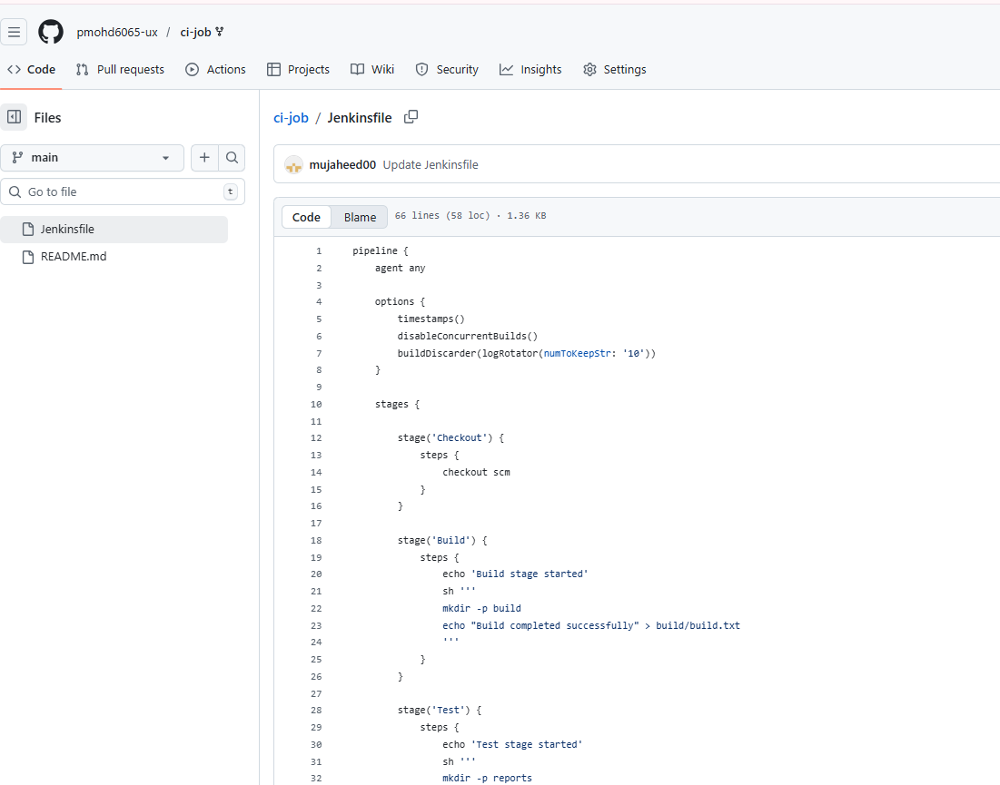 pmohd6065-ux / ci-job
Code Pull requests Actions Projects Wiki Security Insights Settings
Files
main
Go to file t
Jenkinsfile
README.md
ci-job / Jenkinsfile
mujaheed00 Update Jenkinsfile
Code Blame 66 lines (58 loc) · 1.36 KB
1 pipeline {
2 agent any
3
4 options {
5 timestamps()
6 disableConcurrentBuilds()
7 buildDiscarder(logRotator(numToKeepStr: '10'))
8 }
9
10 stages {
11
12 stage('Checkout') {
13 steps {
14 checkout scm
15 }
16 }
17
18 stage('Build') {
19 steps {
20 echo 'Build stage started'
21 sh '''
22 mkdir -p build
23 echo "Build completed successfully" > build/build.txt
24 '''
25 }
26 }
27
28 stage('Test') {
29 steps {
30 echo 'Test stage started'
31 sh '''
32 mkdir -p reports